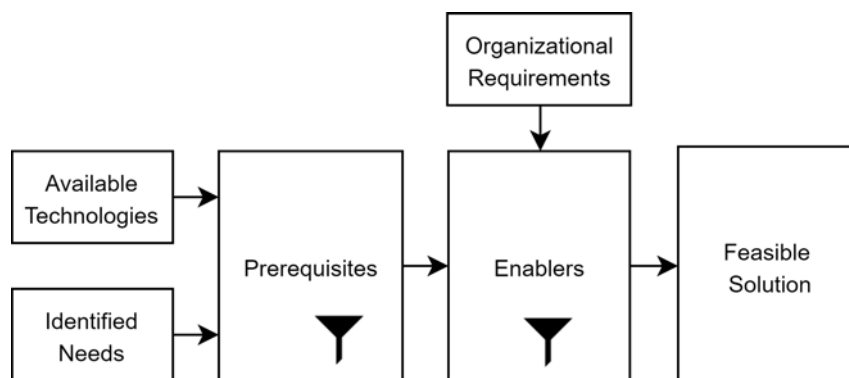 Organizational
Requirements
Available
Technologies
Prerequisites
Enablers
Feasible
Solution
Identified
Needs